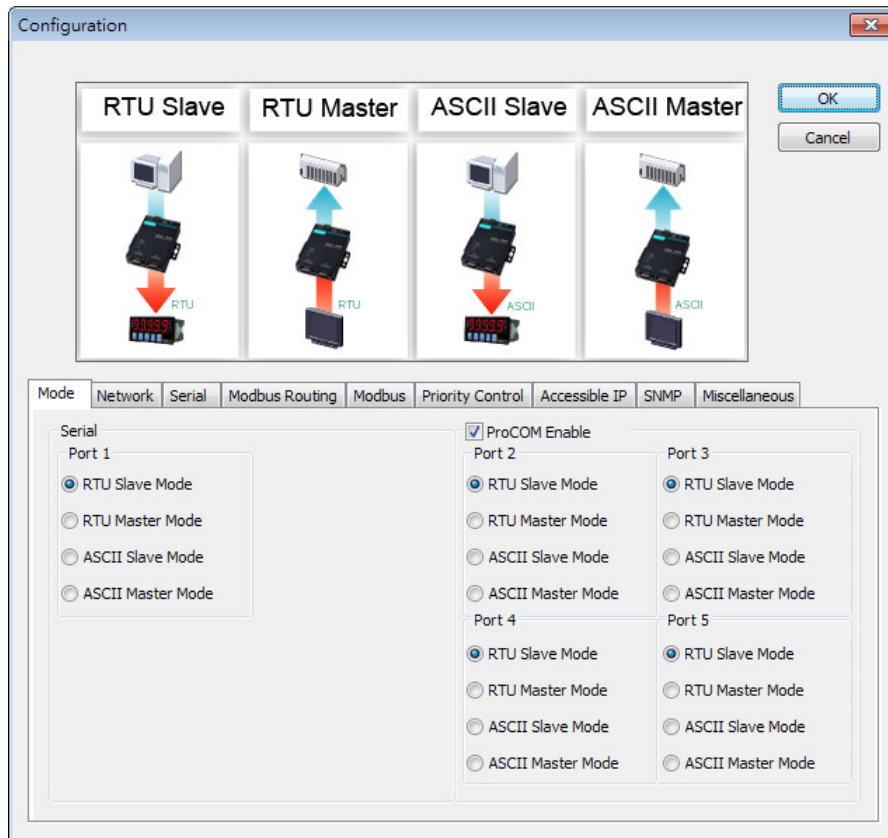 Configuration
RTU Slave RTU Master ASCII Slave ASCII Master
OK
Cancel
RTU RTU ASCII ASCII
Mode Network Serial Modbus Routing Modbus Priority Control Accessible IP SNMP Miscellaneous
Serial
Port 1
RTU Slave Mode
RTU Master Mode
ASCII Slave Mode
ASCII Master Mode
ProCOM Enable
Port 2
RTU Slave Mode
RTU Master Mode
ASCII Slave Mode
ASCII Master Mode
Port 3
RTU Slave Mode
RTU Master Mode
ASCII Slave Mode
ASCII Master Mode
Port 4
RTU Slave Mode
RTU Master Mode
ASCII Slave Mode
ASCII Master Mode
Port 5
RTU Slave Mode
RTU Master Mode
ASCII Slave Mode
ASCII Master Mode